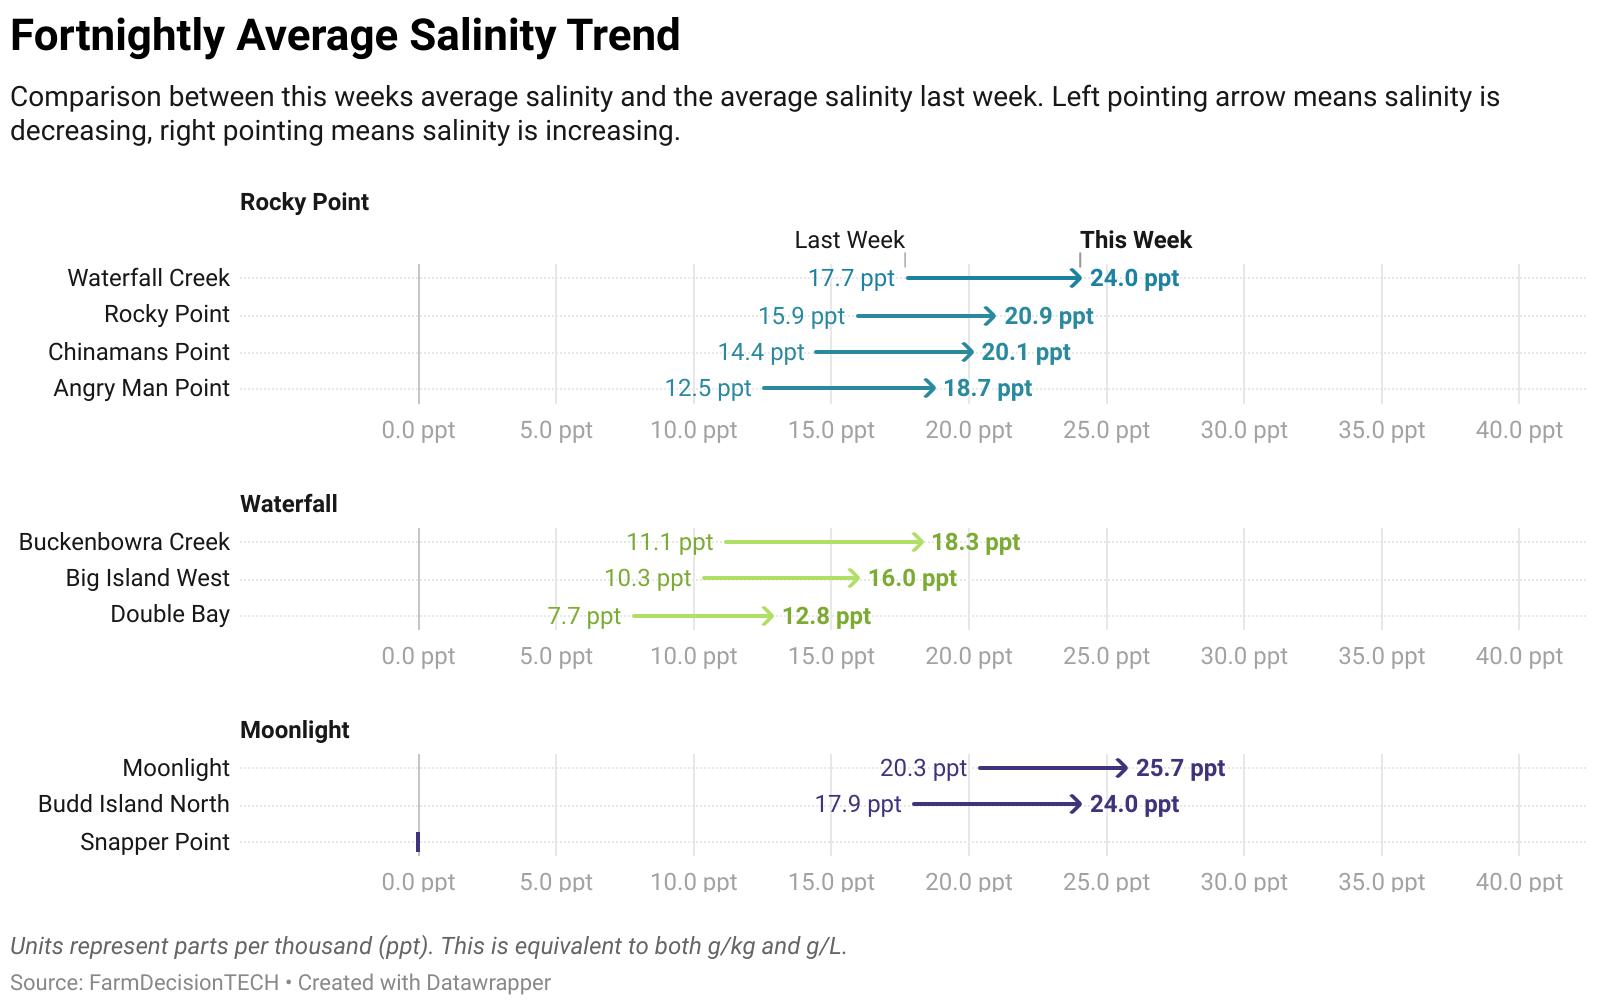 Fortnightly Average Salinity Trend
Comparison between this weeks average salinity and the average salinity last week. Left pointing arrow means salinity is
decreasing, right pointing means salinity is increasing.
Rocky Point
Last Week This Week
Waterfall Creek 17.7 ppt 24.0 ppt
Rocky Point 15.9 ppt 20.9 ppt
Chinamans Point 14.4 ppt 20.1 ppt
Angry Man Point 12.5 ppt 18.7 ppt
0.0 ppt 5.0 ppt 10.0 ppt 15.0 ppt 20.0 ppt 25.0 ppt 30.0 ppt 35.0 ppt 40.0 ppt
Waterfall
Buckenbowra Creek 11.1 ppt 18.3 ppt
Big Island West 10.3 ppt 16.0 ppt
Double Bay 7.7 ppt 12.8 ppt
0.0 ppt 5.0 ppt 10.0 ppt 15.0 ppt 20.0 ppt 25.0 ppt 30.0 ppt 35.0 ppt 40.0 ppt
Moonlight
Moonlight 20.3 ppt 25.7 ppt
Budd Island North 17.9 ppt 24.0 ppt
Snapper Point
0.0 ppt 5.0 ppt 10.0 ppt 15.0 ppt 20.0 ppt 25.0 ppt 30.0 ppt 35.0 ppt 40.0 ppt
Units represent parts per thousand (ppt). This is equivalent to both g/kg and g/L.
Source: FarmDecisionTECH • Created with Datawrapper